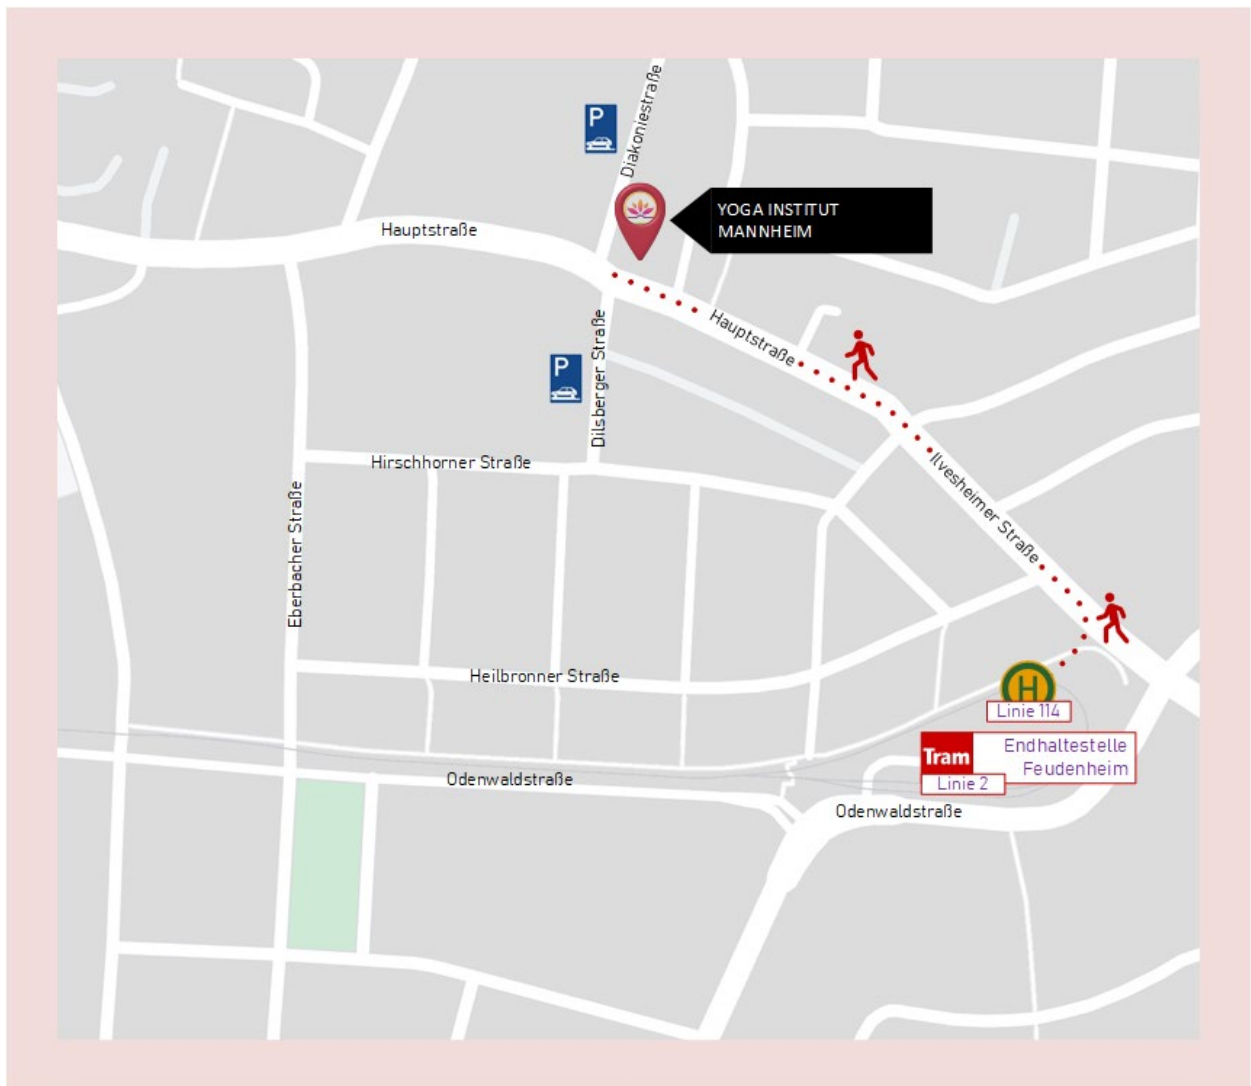 P
Diakoniestraße
YOGA INSTITUT
MANNHEIM
Hauptstraße
Hauptstraße
Dilsberger Straße
P
Hirschhorner Straße
Ilvesheimer Straße
Eberbacher Straße
Heilbronner Straße
H
Linie 114
Tram
Endhaltestelle
Feudenheim
Linie 2
Odenwaldstraße
Odenwaldstraße